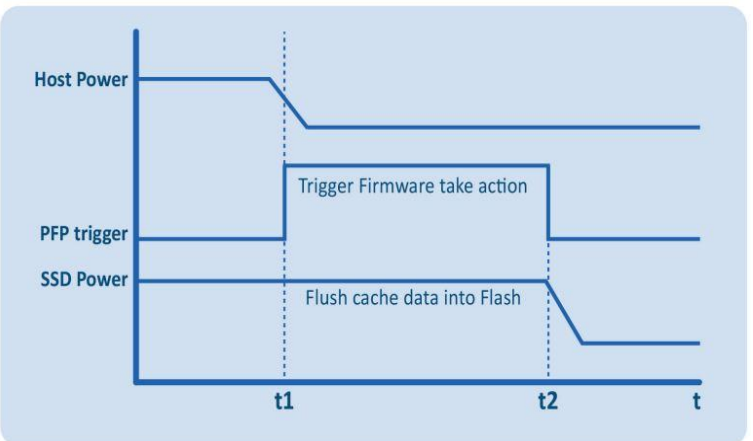 Host Power
Trigger Firmware take action
PFP trigger
SSD Power
Flush cache data into Flash
t1
t2
t